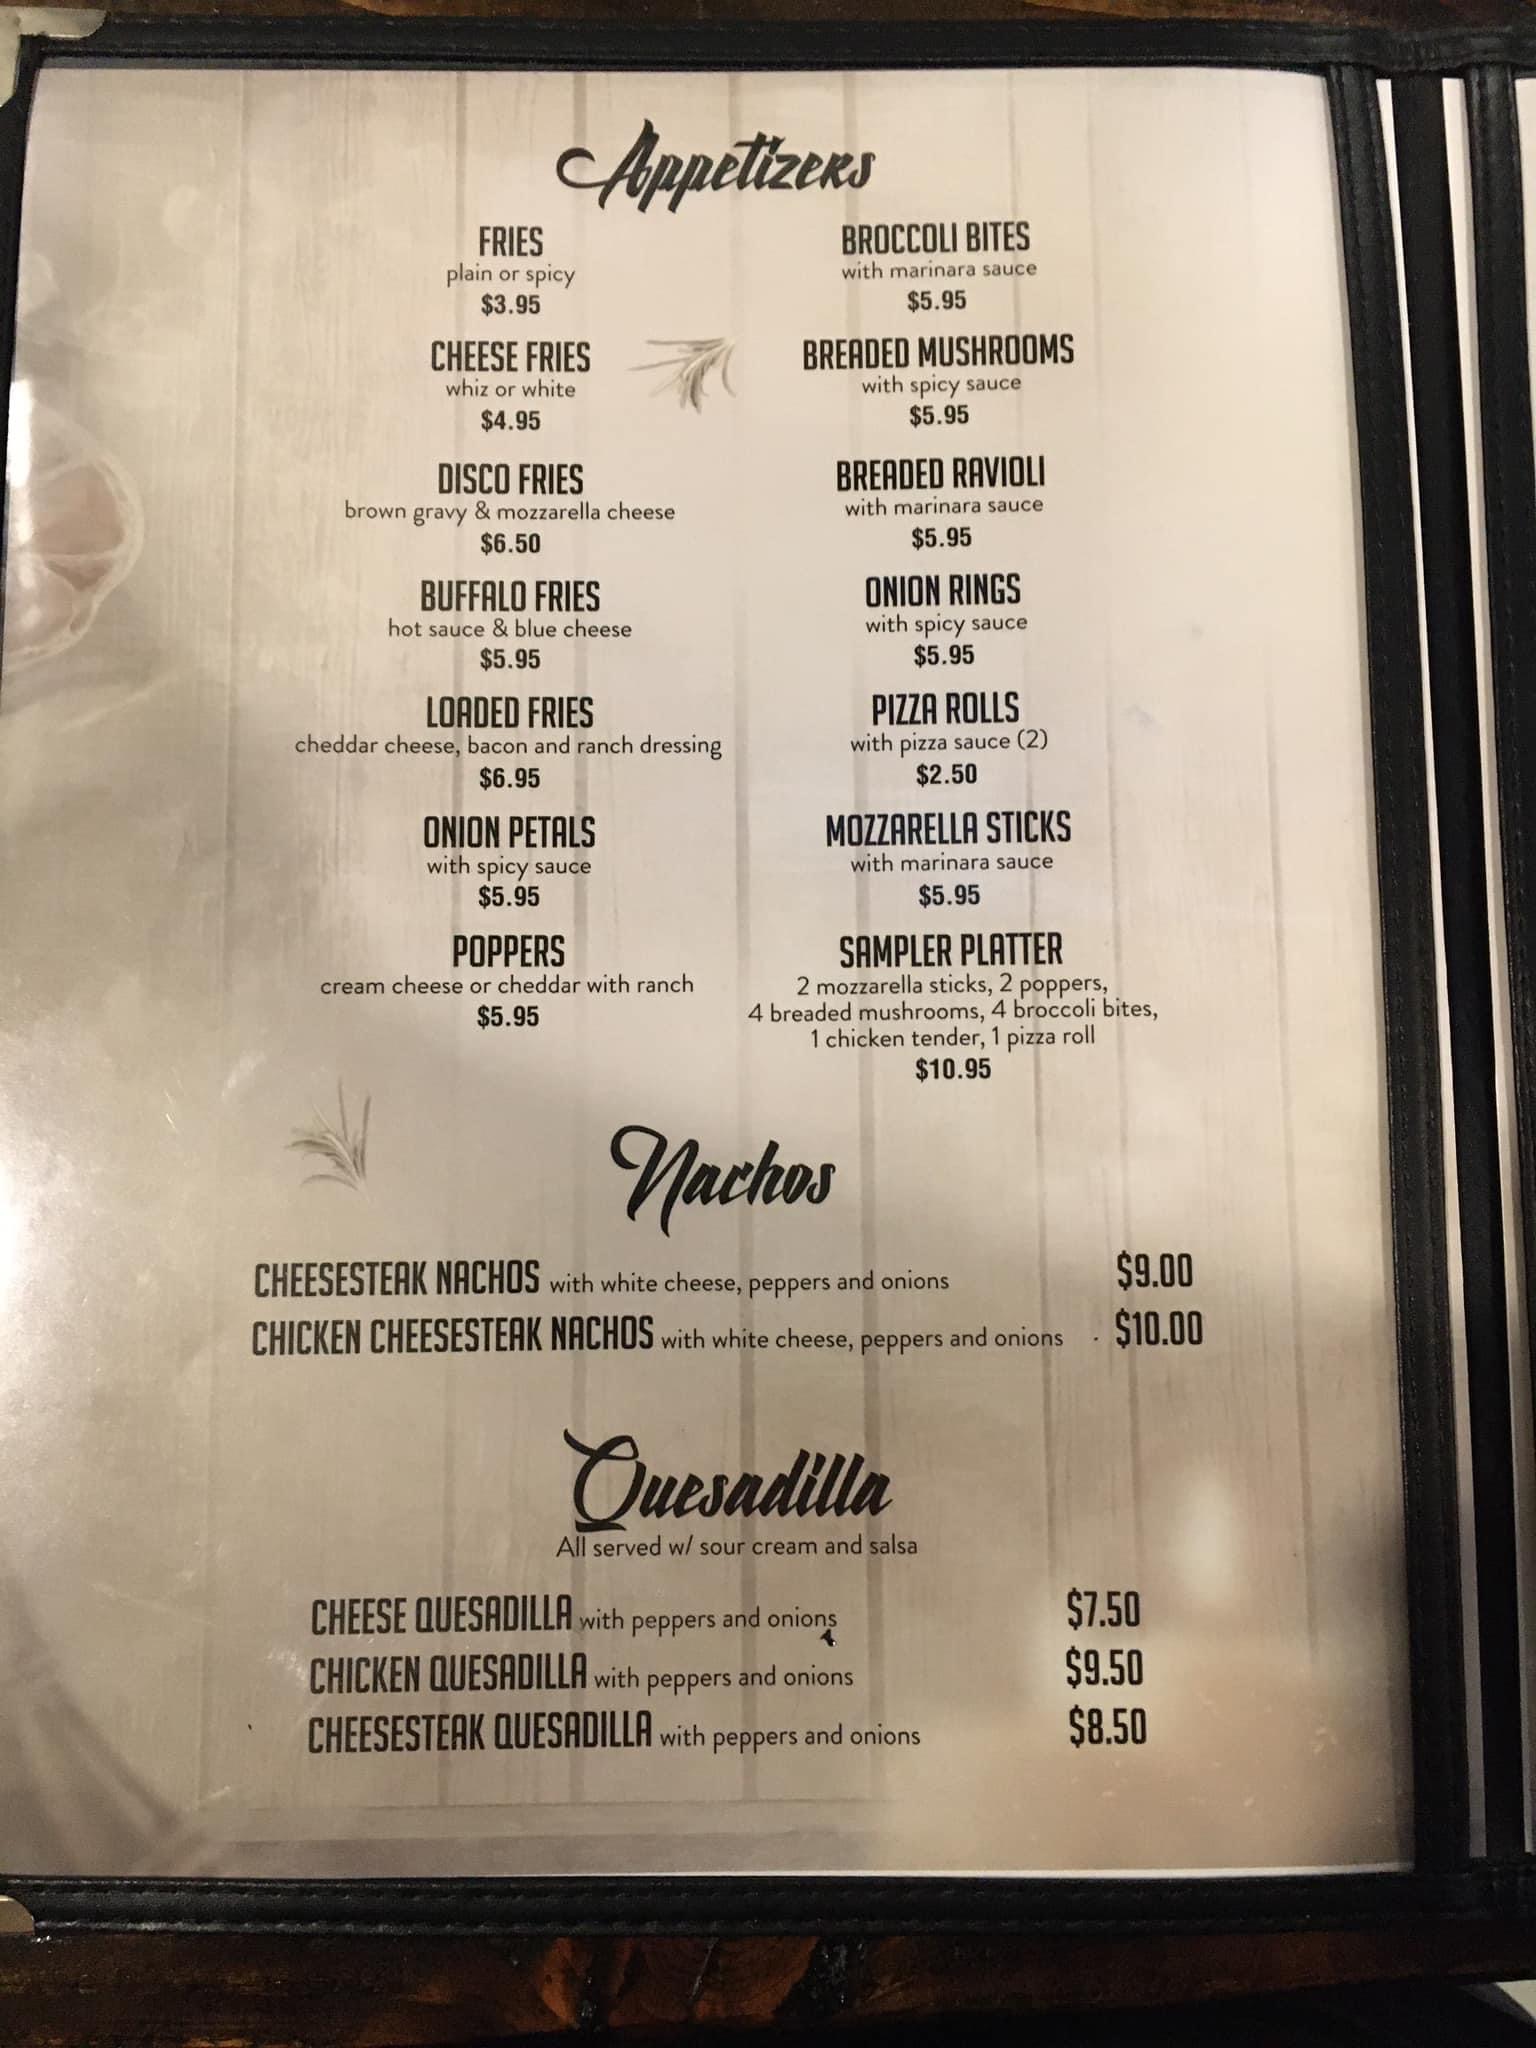 Appetizers
FRIES
plain or spicy
$3.95
CHEESE FRIES
whiz or white
$4.95
DISCO FRIES
brown gravy & mozzarella cheese
$6.50
BUFFALO FRIES
hot sauce & blue cheese
$5.95
LOADED FRIES
cheddar cheese, bacon and ranch dressing
$6.95
ONION PETALS
with spicy sauce
$5.95
POPPERS
cream cheese or cheddar with ranch
$5.95
BROCCOLI BITES
with marinara sauce
$5.95
BREADED MUSHROOMS
with spicy sauce
$5.95
BREADED RAVIOLI
with marinara sauce
$5.95
ONION RINGS
with spicy sauce
$5.95
PIZZA ROLLS
with pizza sauce (2)
$2.50
MOZZARELLA STICKS
with marinara sauce
$5.95
SAMPLER PLATTER
2 mozzarella sticks, 2 poppers,
4 breaded mushrooms, 4 broccoli bites,
1 chicken tender, 1 pizza roll
$10.95
Nachos
CHEESESTEAK NACHOS with white cheese, peppers and onions $9.00
CHICKEN CHEESESTEAK NACHOS with white cheese, peppers and onions . $10.00
Quesadilla
All served w/ sour cream and salsa
CHEESE QUESADILLA with peppers and onions $7.50
CHICKEN QUESADILLA with peppers and onions $9.50
CHEESESTEAK QUESADILLA with peppers and onions $8.50